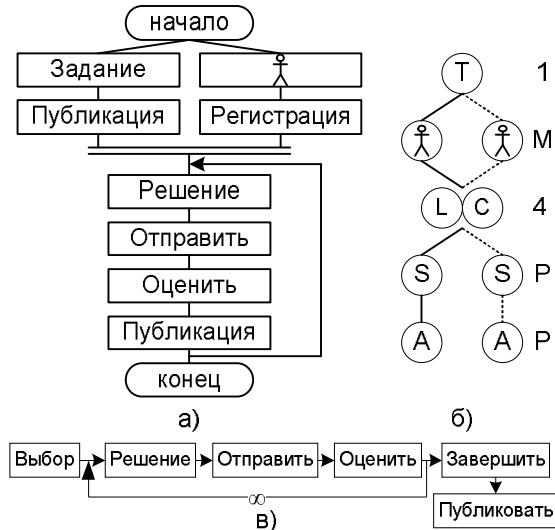 начало
Задание
Публикация Регистрация
Решение
Отправить
Оценить
Публикация
конец
а)
T 1
M
L C 4
S S P
A A P
б)
Выбор Решение Отправить Оценить Завершить
∞
Публиковать
в)